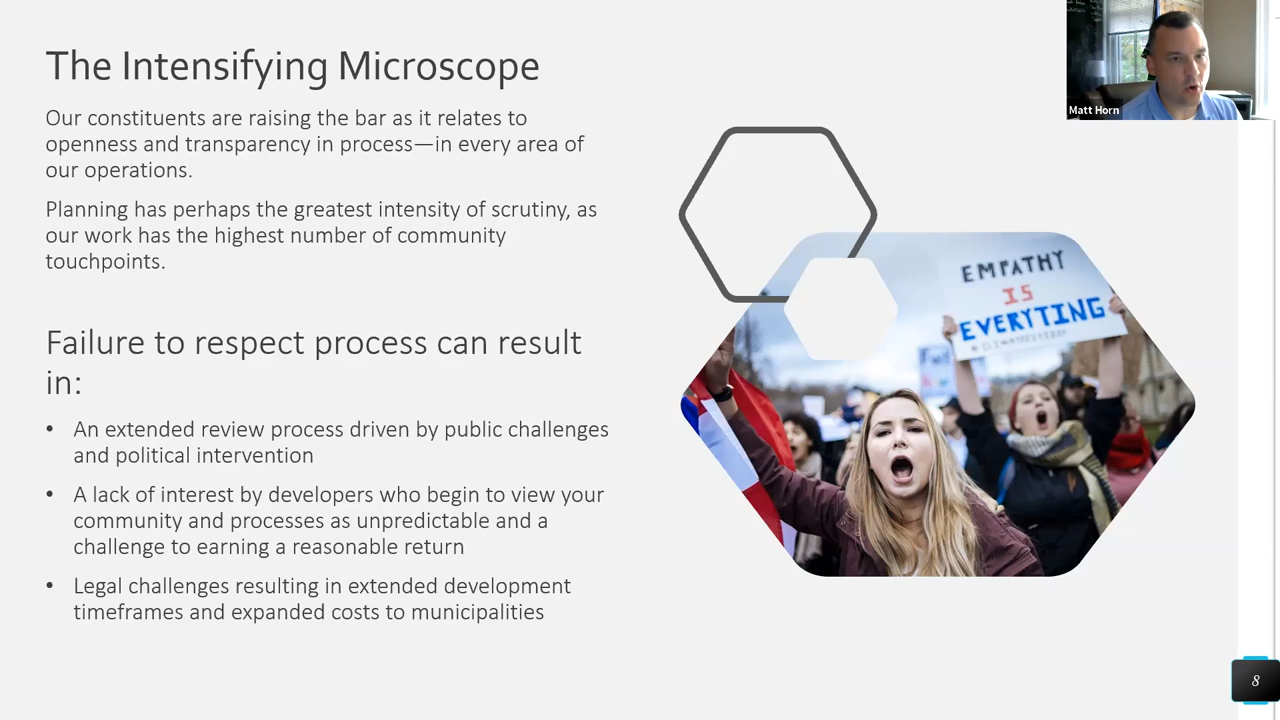 The Intensifying Microscope
Our constituents are raising the bar as it relates to
openness and transparency in process—in every area of
our operations.
Planning has perhaps the greatest intensity of scrutiny, as
our work has the highest number of community
touchpoints.
Failure to respect process can result
in:
• An extended review process driven by public challenges
and political intervention
• A lack of interest by developers who begin to view your
community and processes as unpredictable and a
challenge to earning a reasonable return
• Legal challenges resulting in extended development
timeframes and expanded costs to municipalities
Matt Horn
EMPATHY
IS
EVERYTING
8